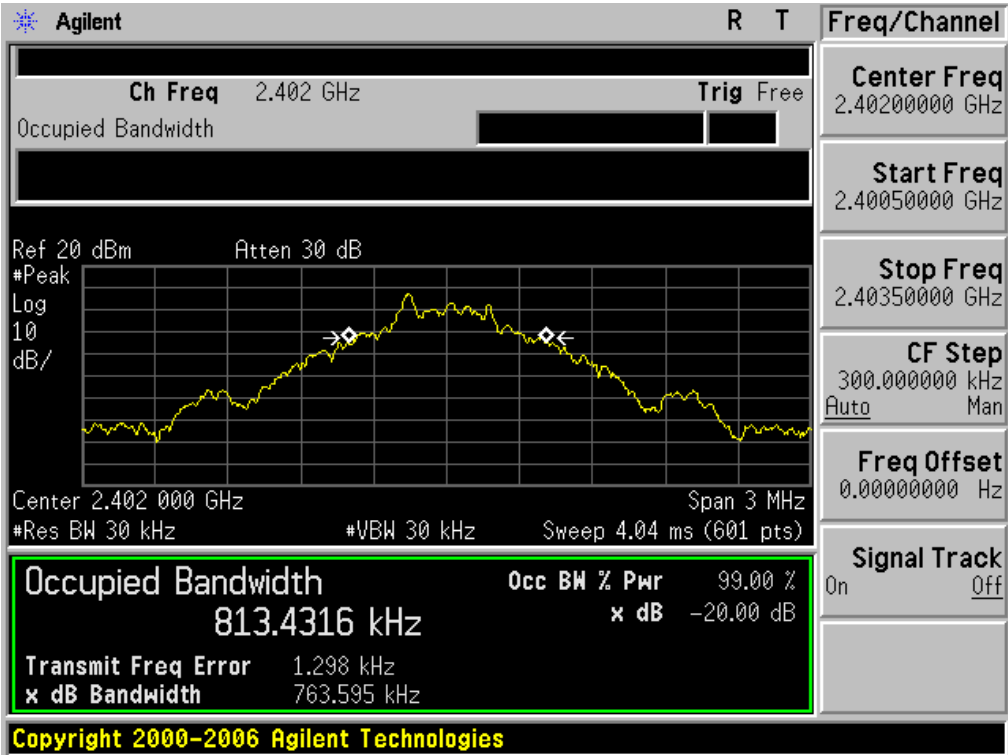 Agilent R T
Ch Freq 2.402 GHz Trig Free
Occupied Bandwidth
Ref 20 dBm Atten 30 dB
#Peak
Log
10
dB/
Center 2.402 000 GHz Span 3 MHz
#Res BW 30 kHz #VBW 30 kHz Sweep 4.04 ms (601 pts)
Occupied Bandwidth
813.4316 kHz
Occ BW % Pwr 99.00 %
x dB -20.00 dB
Transmit Freq Error 1.298 kHz
x dB Bandwidth 763.595 kHz
Copyright 2000-2006 Agilent Technologies
Freq/Channel
Center Freq
2.40200000 GHz
Start Freq
2.40050000 GHz
Stop Freq
2.40350000 GHz
CF Step
300.000000 kHz
Auto Man
Freq Offset
0.00000000 Hz
Signal Track
On Off